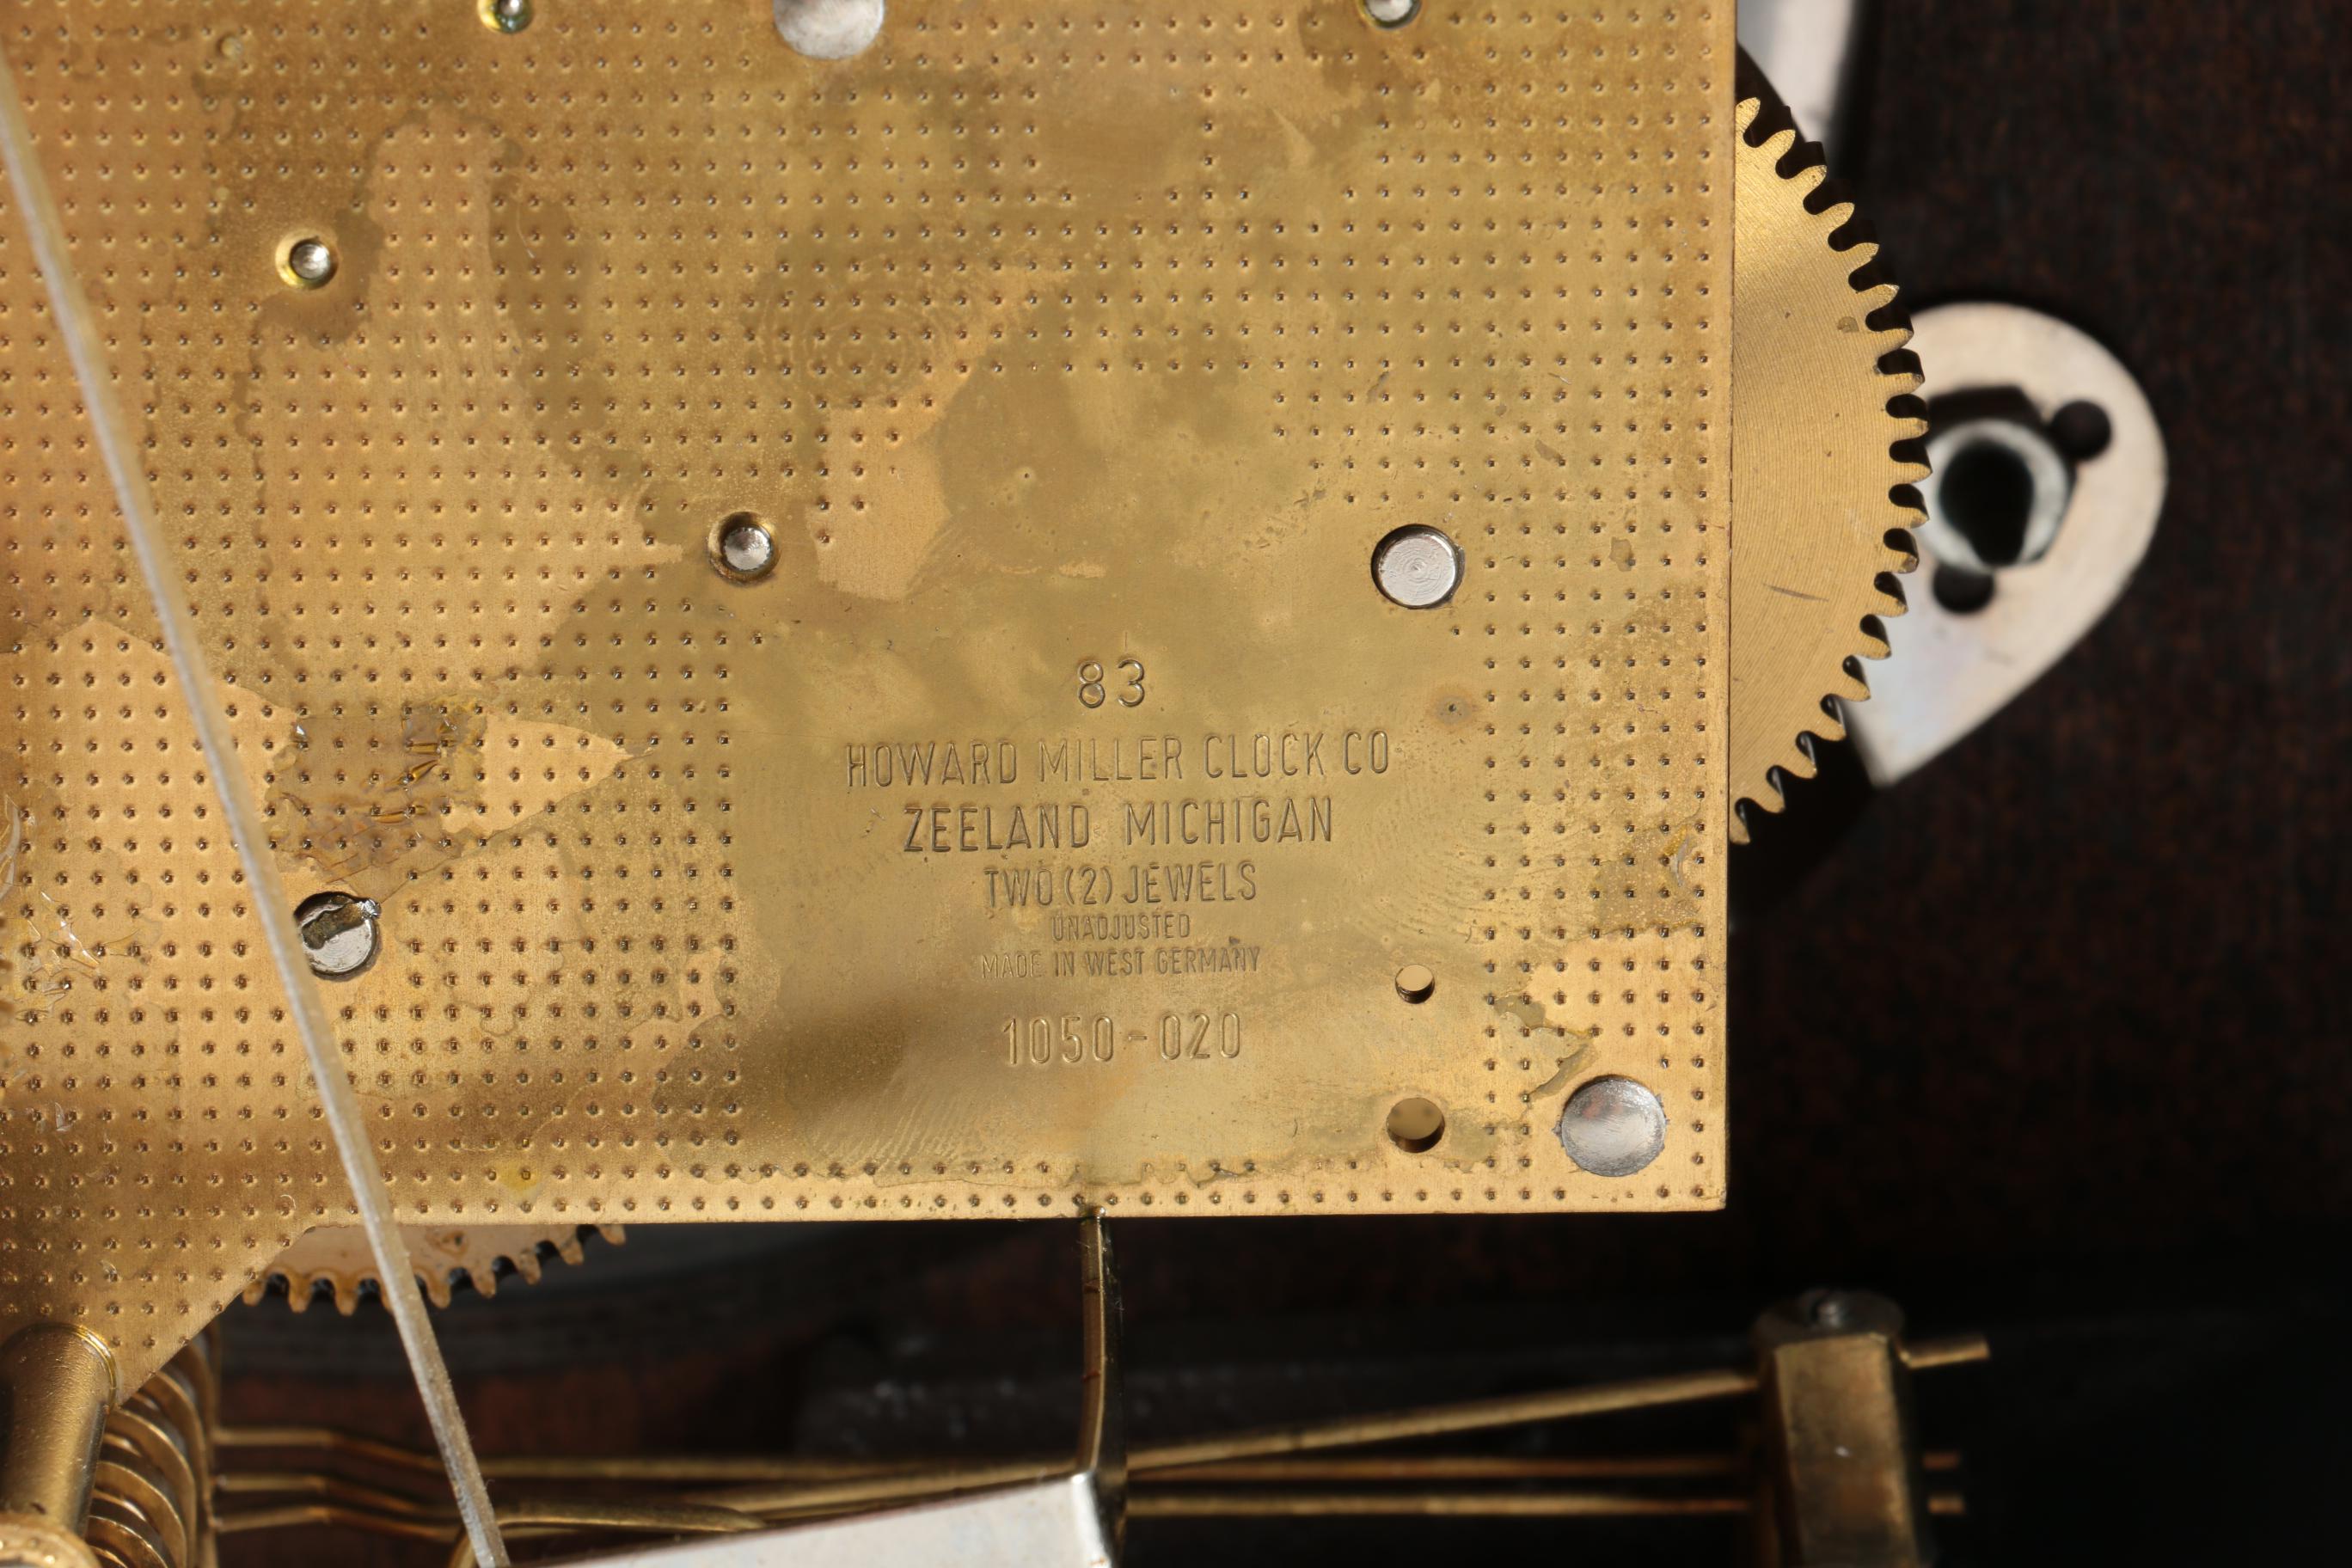 83
HOWARD MILLER CLOCK CO
ZEELAND MICHIGAN
TWO (2) JEWELS
UNADJUSTED
MADE IN WEST GERMANY
1050-020